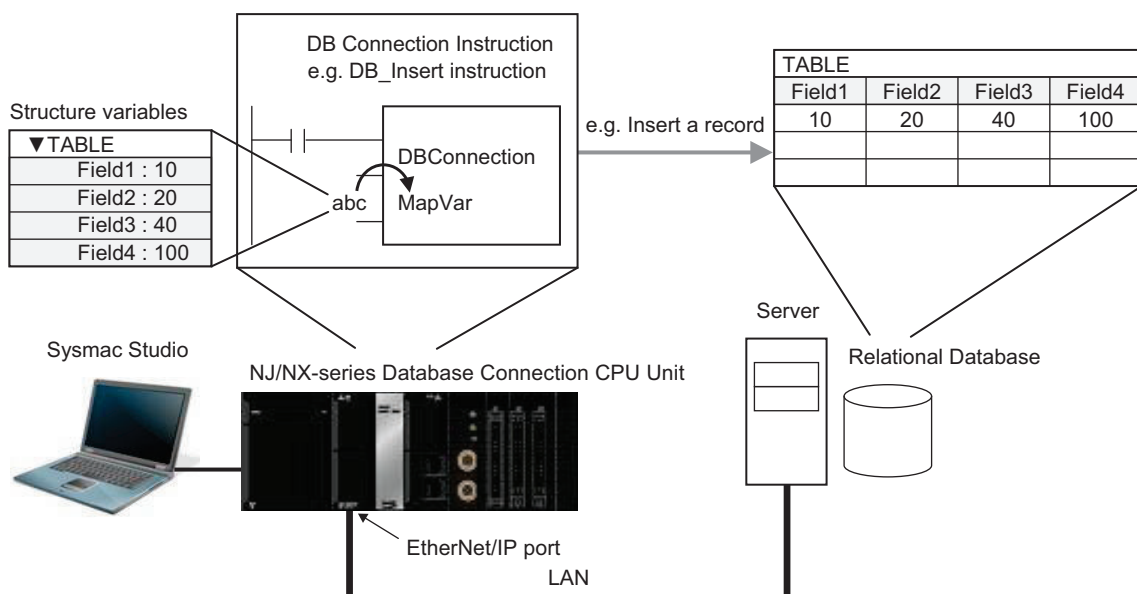 DB Connection Instruction
e.g. DB_Insert instruction
Structure variables
▼TABLE
Field1 : 10
Field2 : 20
Field3 : 40
Field4 : 100
DBConnection
abc
MapVar
e.g. Insert a record
TABLE
Field1 Field2 Field3 Field4
10 20 40 100
Server
Relational Database
Sysmac Studio
NJ/NX-series Database Connection CPU Unit
EtherNet/IP port
LAN